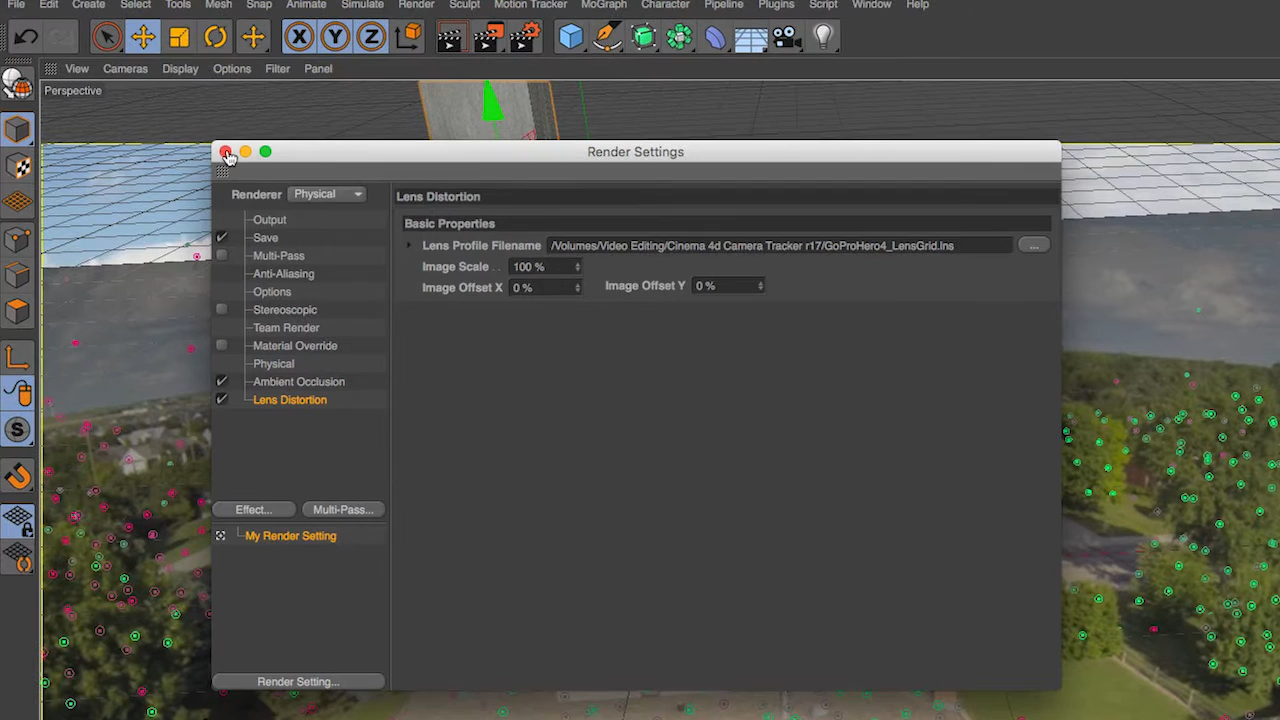 File Edit Create Select Tools Mesh Snap Animate Simulate Render Sculpt Motion Tracker MoGraph Character Pipeline Plugins Script Window Help
X Y Z
View Cameras Display Options Filter Panel
Perspective
Render Settings
Renderer Physical
Output
Save
Multi-Pass
Anti-Aliasing
Options
Stereoscopic
Team Render
Material Override
Physical
Ambient Occlusion
Lens Distortion
Effect... Multi-Pass...
My Render Setting
Render Setting...
Lens Distortion
Basic Properties
Lens Profile Filename /Volumes/Video Editing/Cinema 4d Camera Tracker r17/GoProHero4_LensGrid.lns ...
Image Scale . . 100 %
Image Offset X 0 % Image Offset Y 0 %
S